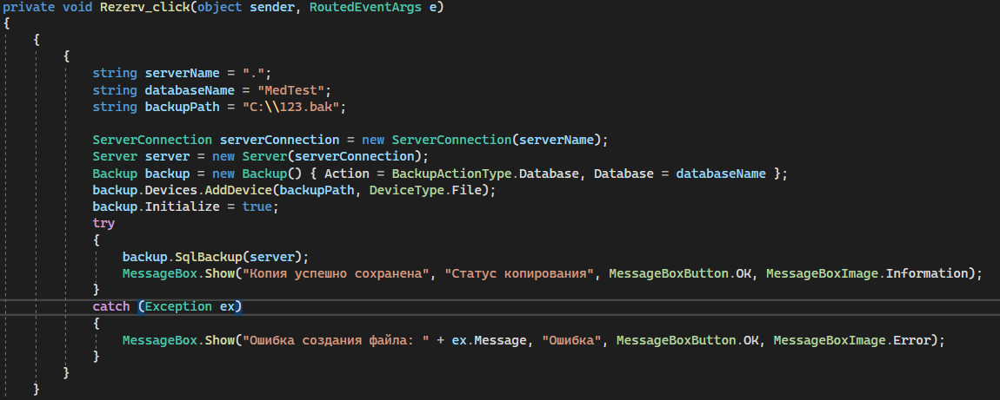 private void Rezerv_click(object sender, RoutedEventArgs e)
{
{
{
string serverName = ".";
string databaseName = "MedTest";
string backupPath = "C:\\123.bak";
ServerConnection serverConnection = new ServerConnection(serverName);
Server server = new Server(serverConnection);
Backup backup = new Backup() { Action = BackupActionType.Database, Database = databaseName };
backup.Devices.AddDevice(backupPath, DeviceType.File);
backup.Initialize = true;
try
{
backup.SqlBackup(server);
MessageBox.Show("Копия успешно сохранена", "Статус копирования", MessageBoxButton.OK, MessageBoxImage.Information);
}
catch (Exception ex)
{
MessageBox.Show("Ошибка создания файла: " + ex.Message, "Ошибка", MessageBoxButton.OK, MessageBoxImage.Error);
}
}
}